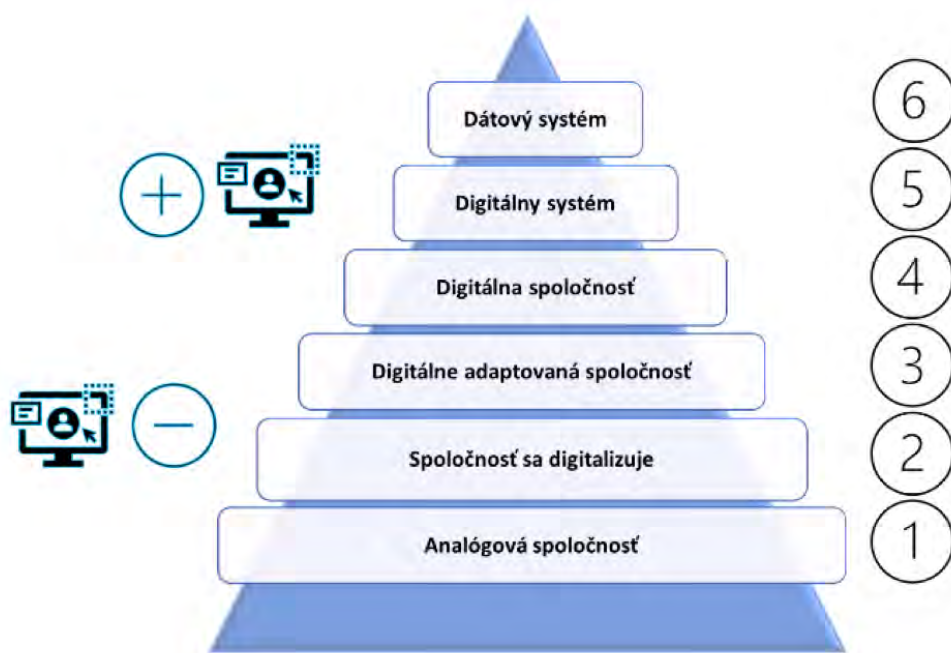 Dátový systém
6
Digitálny systém
5
Digitálna spoločnosť
4
Digitálne adaptovaná spoločnosť
3
Spoločnosť sa digitalizuje
2
Analógová spoločnosť
1